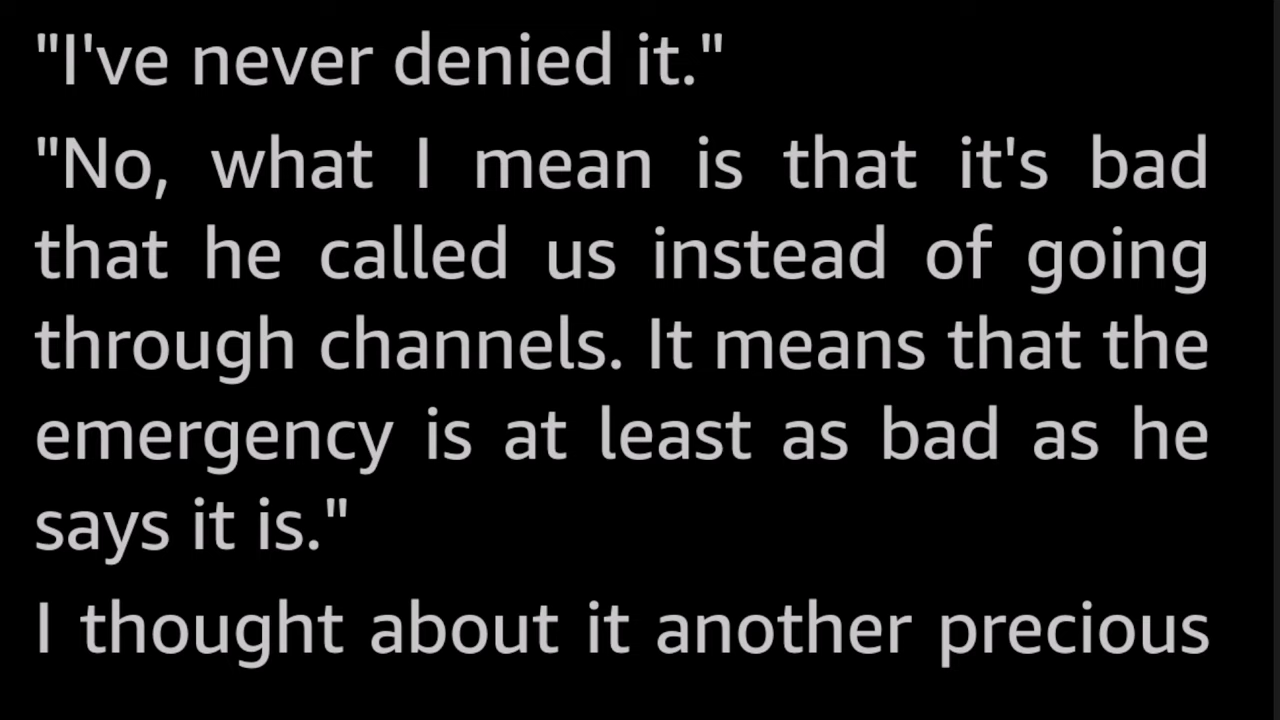 "I've never denied it."
"No, what I mean is that it's bad
that he called us instead of going
through channels. It means that the
emergency is at least as bad as he
says it is."
I thought about it another precious